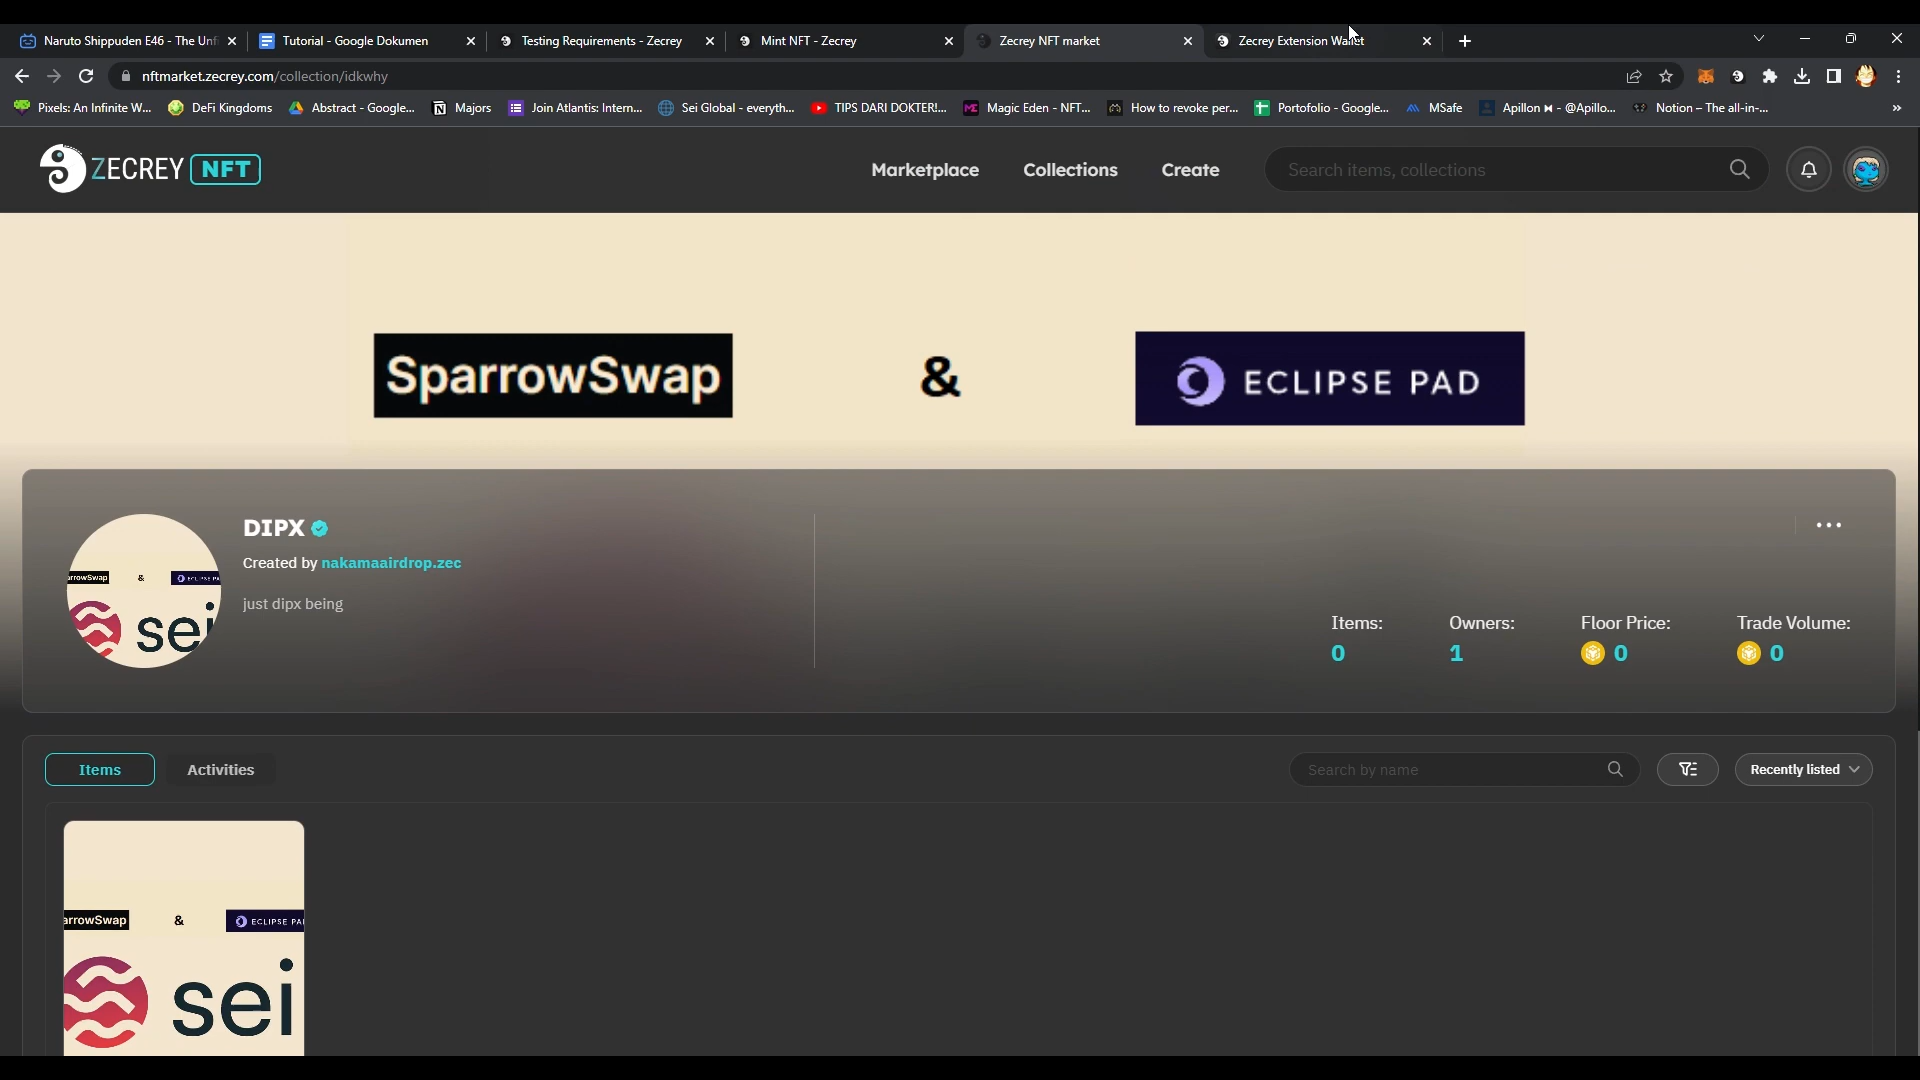 Naruto Shippuden E46 - The Unfi
Tutorial - Google Dokumen
Testing Requirements - Zecrey
Mint NFT - Zecrey
Zecrey NFT market
Zecrey Extension Wallet
nftmarket.zecrey.com/collection/idkwhy
Pixels: An Infinite W...
DeFi Kingdoms
Abstract - Google...
Majors
Join Atlantis: Intern...
Sei Global - everyth...
TIPS DARI DOKTER!...
Magic Eden - NFT...
How to revoke per...
Portofolio - Google...
MSafe
Apillon ⧓ - @Apillo...
Notion – The all-in-...
»
ZECREY NFT
Marketplace
Collections
Create
Search items, collections
SparrowSwap
&
ECLIPSE PAD
DIPX
Created by nakamaairdrop.zec
just dipx being
rrowSwap
&
ECLIPSE PA
sei
Items:
0
Owners:
1
Floor Price:
0
Trade Volume:
0
Items
Activities
Search by name
Recently listed
arrowSwap
&
ECLIPSE PA
sei